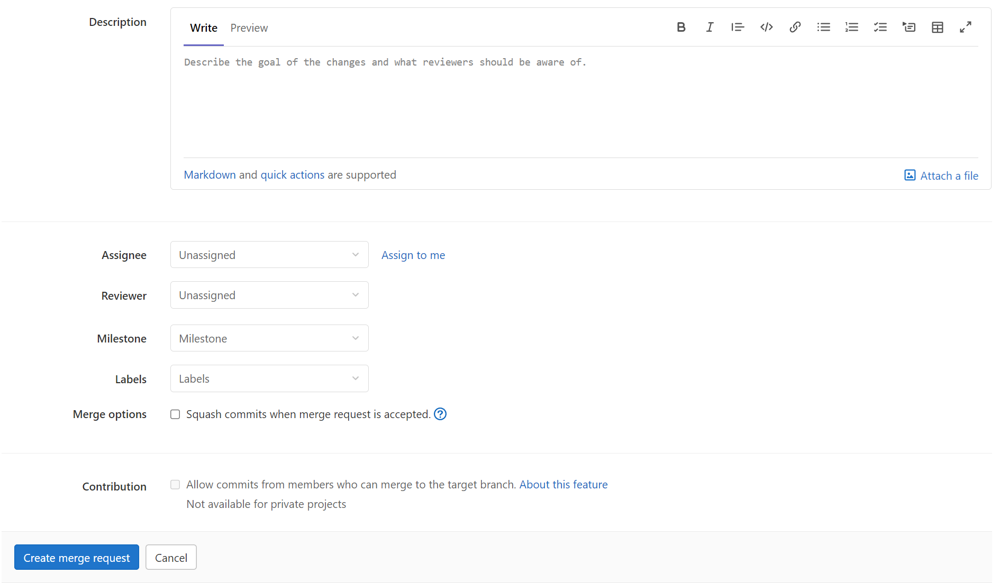 Description
Write Preview
Describe the goal of the changes and what reviewers should be aware of.
Markdown and quick actions are supported
Attach a file
Assignee Unassigned Assign to me
Reviewer Unassigned
Milestone Milestone
Labels Labels
Merge options Squash commits when merge request is accepted.
Contribution Allow commits from members who can merge to the target branch. About this feature
Not available for private projects
Create merge request Cancel